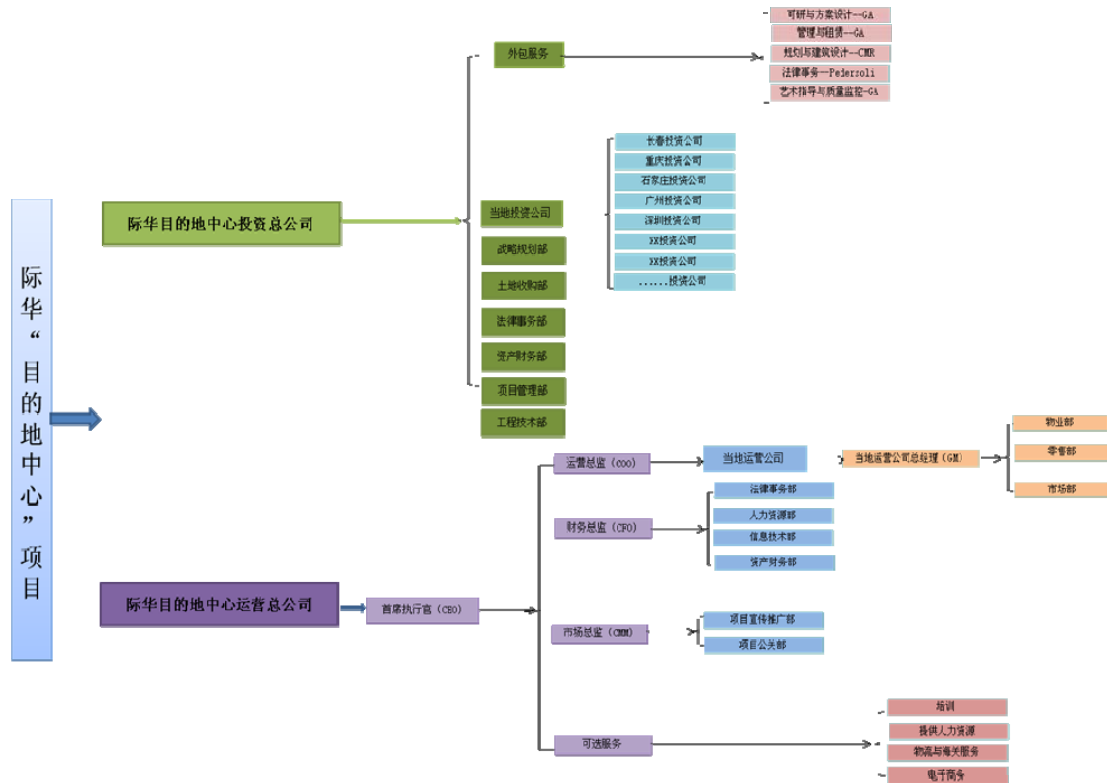 际华“目的地中心”项目
际华目的地中心投资总公司
外包服务
可研与方案设计--GA
管理与租赁--GA
规划与建筑设计--CMR
法律事务--Pedersoli
艺术指导与质量监控-GA
当地投资公司
长春投资公司
重庆投资公司
石家庄投资公司
广州投资公司
深圳投资公司
XX投资公司
XX投资公司
......投资公司
战略规划部
土地收购部
法律事务部
资产财务部
项目管理部
工程技术部
际华目的地中心运营总公司
首席执行官（CEO）
运营总监（COO）
当地运营公司
当地运营公司总经理（GM）
物业部
零售部
市场部
财务总监（CFO）
法律事务部
人力资源部
信息技术部
资产财务部
市场总监（CMM）
项目宣传推广部
项目公关部
可选服务
培训
提供人力资源
物流与海关服务
电子商务